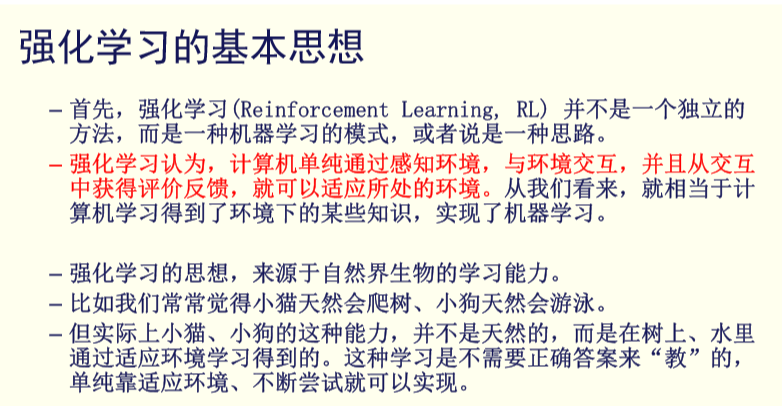 强化学习的基本思想
– 首先，强化学习(Reinforcement Learning, RL) 并不是一个独立的
方法，而是一种机器学习的模式，或者说是一种思路。
– 强化学习认为，计算机单纯通过感知环境，与环境交互，并且从交互
中获得评价反馈，就可以适应所处的环境。从我们看来，就相当于计
算机学习得到了环境下的某些知识，实现了机器学习。
– 强化学习的思想，来源于自然界生物的学习能力。
– 比如我们常常觉得小猫天然会爬树、小狗天然会游泳。
– 但实际上小猫、小狗的这种能力，并不是天然的，而是在树上、水里
通过适应环境学习得到的。这种学习是不需要正确答案来“教”的，
单纯靠适应环境、不断尝试就可以实现。